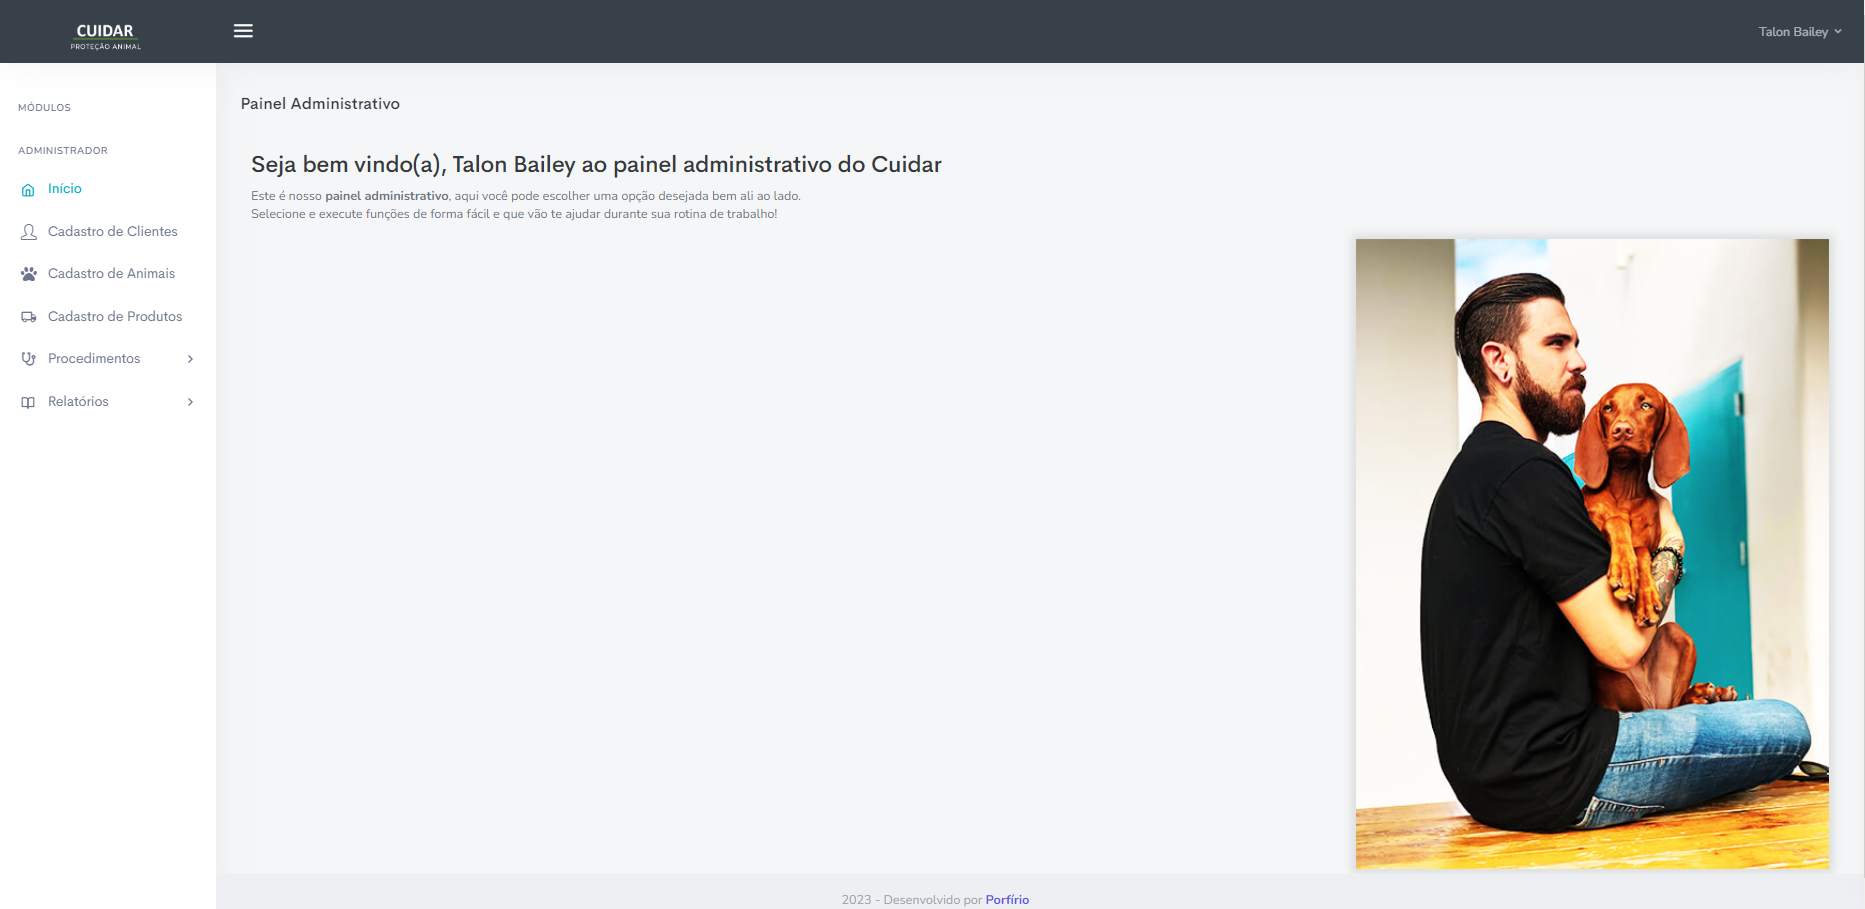 CUIDAR
PROTEÇÃO ANIMAL
Talon Bailey
MÓDULOS
ADMINISTRADOR
Início
Cadastro de Clientes
Cadastro de Animais
Cadastro de Produtos
Procedimentos
Relatórios
Painel Administrativo
Seja bem vindo(a), Talon Bailey ao painel administrativo do Cuidar
Este é nosso painel administrativo, aqui você pode escolher uma opção desejada bem ali ao lado.
Selecione e execute funções de forma fácil e que vão te ajudar durante sua rotina de trabalho!
2023 - Desenvolvido por Porfírio